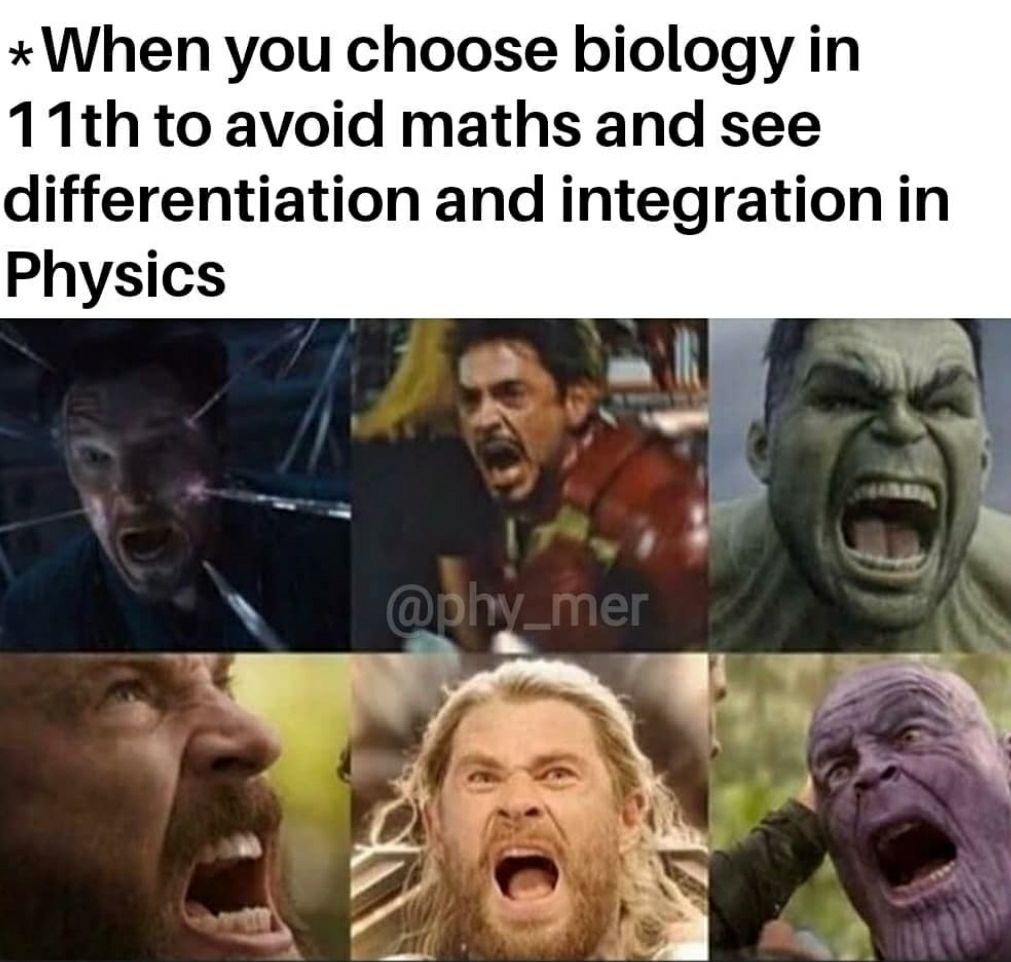 *When you choose biology in
11th to avoid maths and see
differentiation and integration in
Physics
@phy_mer